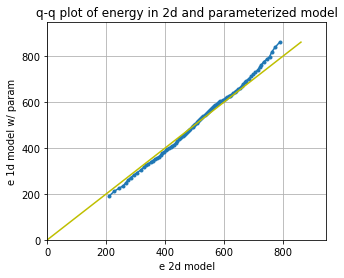 q-q plot of energy in 2d and parameterized model
e 1d model w/ param
800
600
400
200
0
0 200 400 600 800
e 2d model